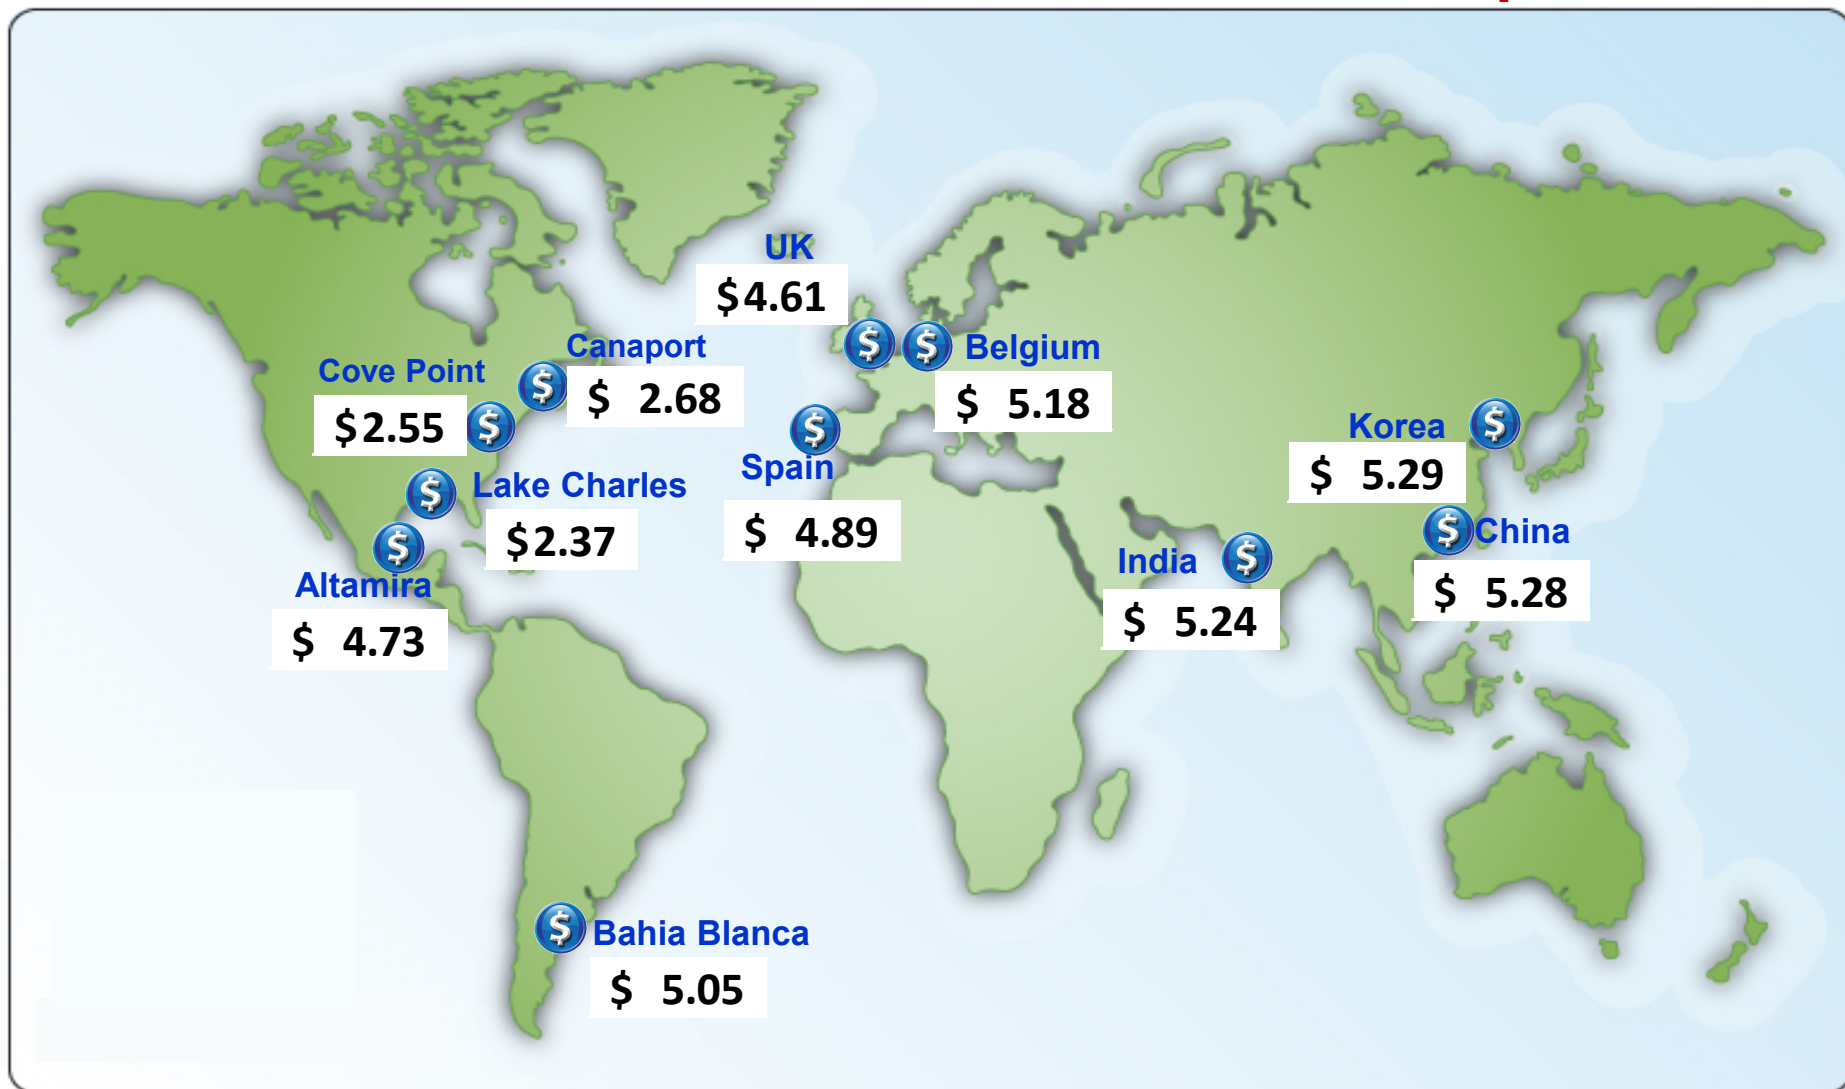 UK
$4.61
Canaport
$ 2.68
Cove Point
$2.55
Belgium
$ 5.18
Spain
$ 4.89
Korea
$ 5.29
Lake Charles
$2.37
China
$ 5.28
India
$ 5.24
Altamira
$ 4.73
Bahia Blanca
$ 5.05